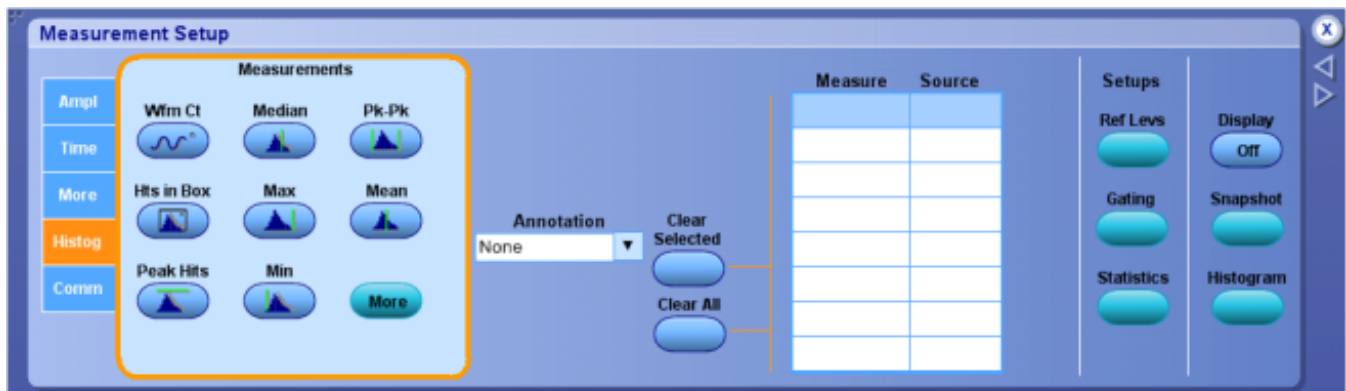 Measurement Setup
X
Measurements
Ampl
Time
More
Histog
Comm
Wfm Ct
Median
Pk-Pk
Hts in Box
Max
Mean
Peak Hits
Min
More
Annotation
None
Clear
Selected
Clear All
Measure
Source
Setups
Ref Levs
Gating
Statistics
Display
Off
Snapshot
Histogram